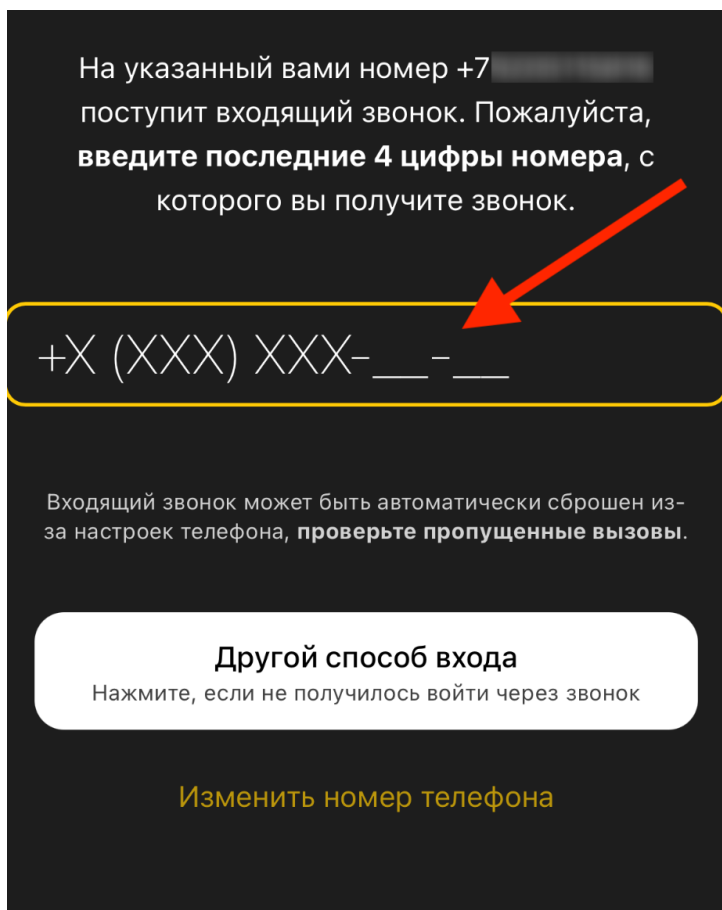 На указанный вами номер +7
поступит входящий звонок. Пожалуйста,
введите последние 4 цифры номера, с
которого вы получите звонок.
+X (XXX) XXX-__-__
Входящий звонок может быть автоматически сброшен из-
за настроек телефона, проверьте пропущенные вызовы.
Другой способ входа
Нажмите, если не получилось войти через звонок
Изменить номер телефона